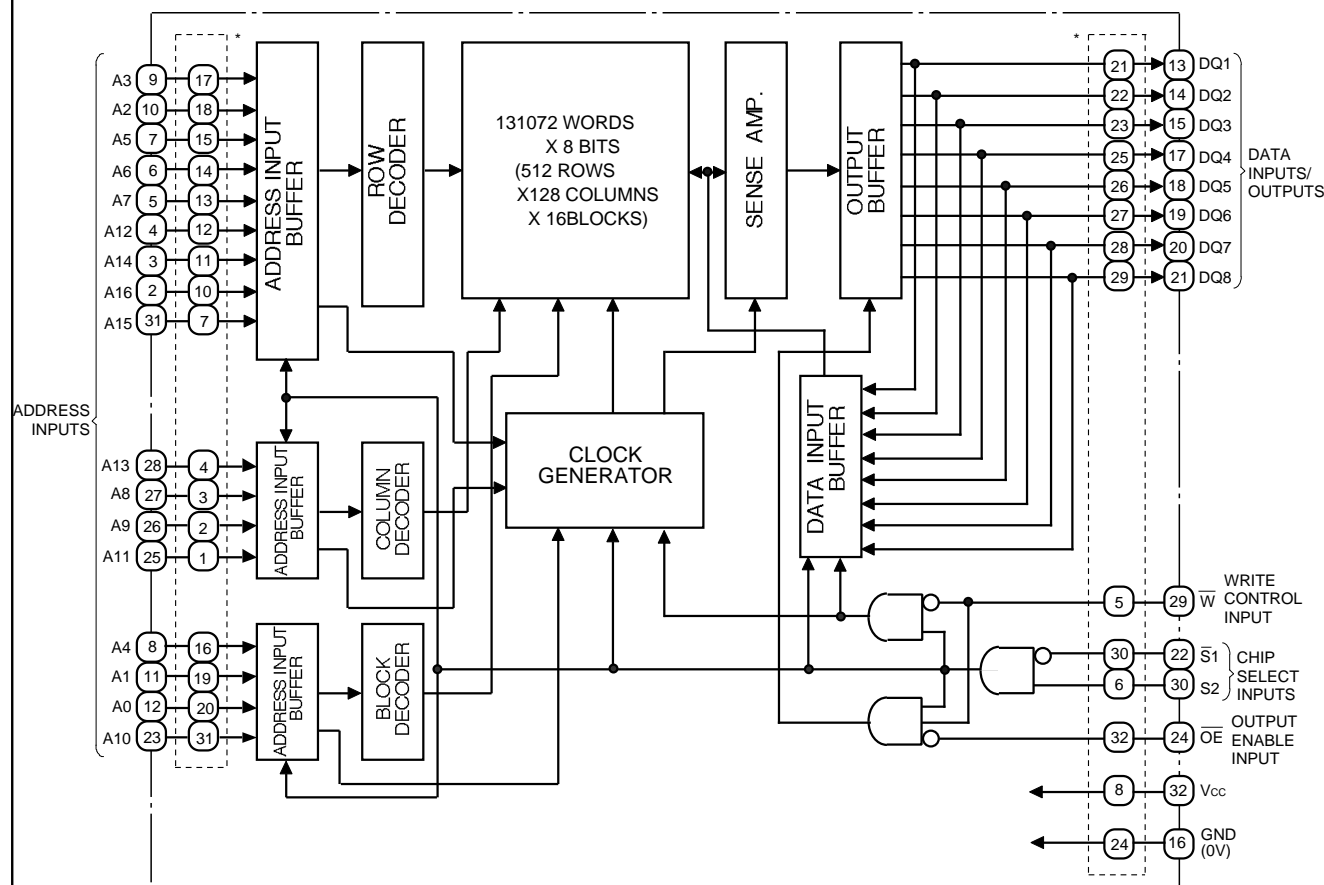 *
*
A3 9 17
A2 10 18
A5 7 15
A6 6 14
A7 5 13
A12 4 12
A14 3 11
A16 2 10
A15 31 7
ADDRESS INPUT
BUFFER
ROW
DECODER
131072 WORDS
X 8 BITS
(512 ROWS
X128 COLUMNS
X 16BLOCKS)
SENSE AMP.
OUTPUT
BUFFER
21 13 DQ1
22 14 DQ2
23 15 DQ3
25 17 DQ4
26 18 DQ5
27 19 DQ6
28 20 DQ7
29 21 DQ8
DATA
INPUTS/
OUTPUTS
ADDRESS
INPUTS
A13 28 4
A8 27 3
A9 26 2
A11 25 1
ADDRESS INPUT
BUFFER
COLUMN
DECODER
CLOCK
GENERATOR
DATA INPUT
BUFFER
A4 8 16
A1 11 19
A0 12 20
A10 23 31
ADDRESS INPUT
BUFFER
BLOCK
DECODER
5 29 W̅
WRITE
CONTROL
INPUT
30 22 S̅1
6 30 S2
CHIP
SELECT
INPUTS
32 24 O̅E̅
OUTPUT
ENABLE
INPUT
8 32 Vcc
24 16 GND
(0V)